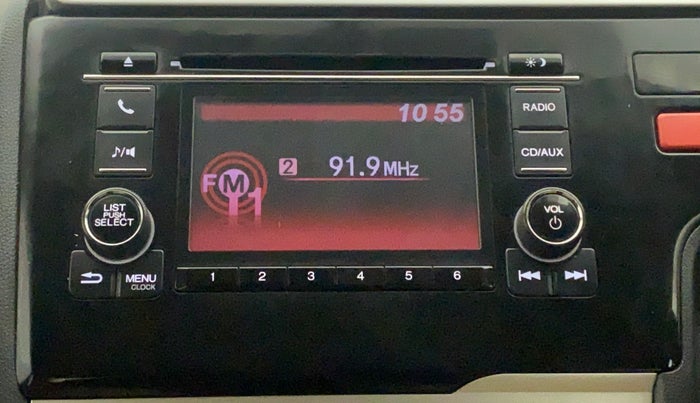 10 55
RADIO
♪/
2 91.9 MHz
CD/AUX
FM1
LIST
PUSH
SELECT
VOL
MENU
CLOCK
1 2 3 4 5 6